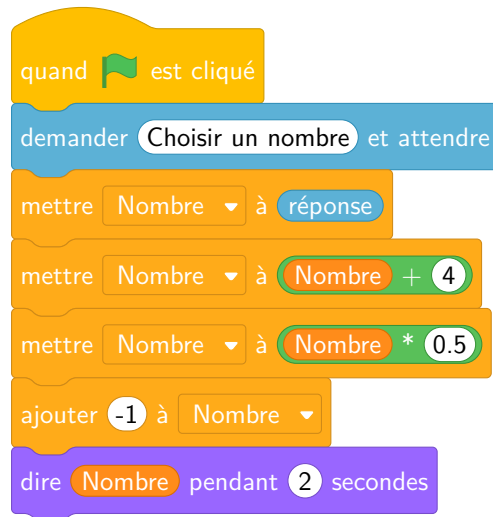 quand est cliqué
demander Choisir un nombre et attendre
mettre Nombre à réponse
mettre Nombre à Nombre + 4
mettre Nombre à Nombre * 0.5
ajouter -1 à Nombre
dire Nombre pendant 2 secondes